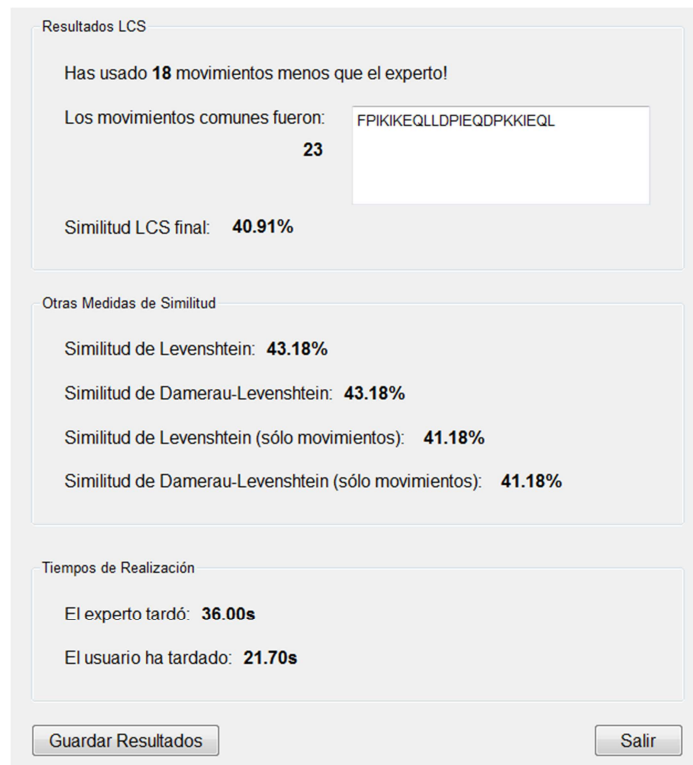 Resultados LCS
Has usado 18 movimientos menos que el experto!
Los movimientos comunes fueron:
FPIKIKEQLLDPIEQDPKKIEQL
23
Similitud LCS final: 40.91%
Otras Medidas de Similitud
Similitud de Levenshtein: 43.18%
Similitud de Damerau-Levenshtein: 43.18%
Similitud de Levenshtein (sólo movimientos): 41.18%
Similitud de Damerau-Levenshtein (sólo movimientos): 41.18%
Tiempos de Realización
El experto tardó: 36.00s
El usuario ha tardado: 21.70s
Guardar Resultados Salir